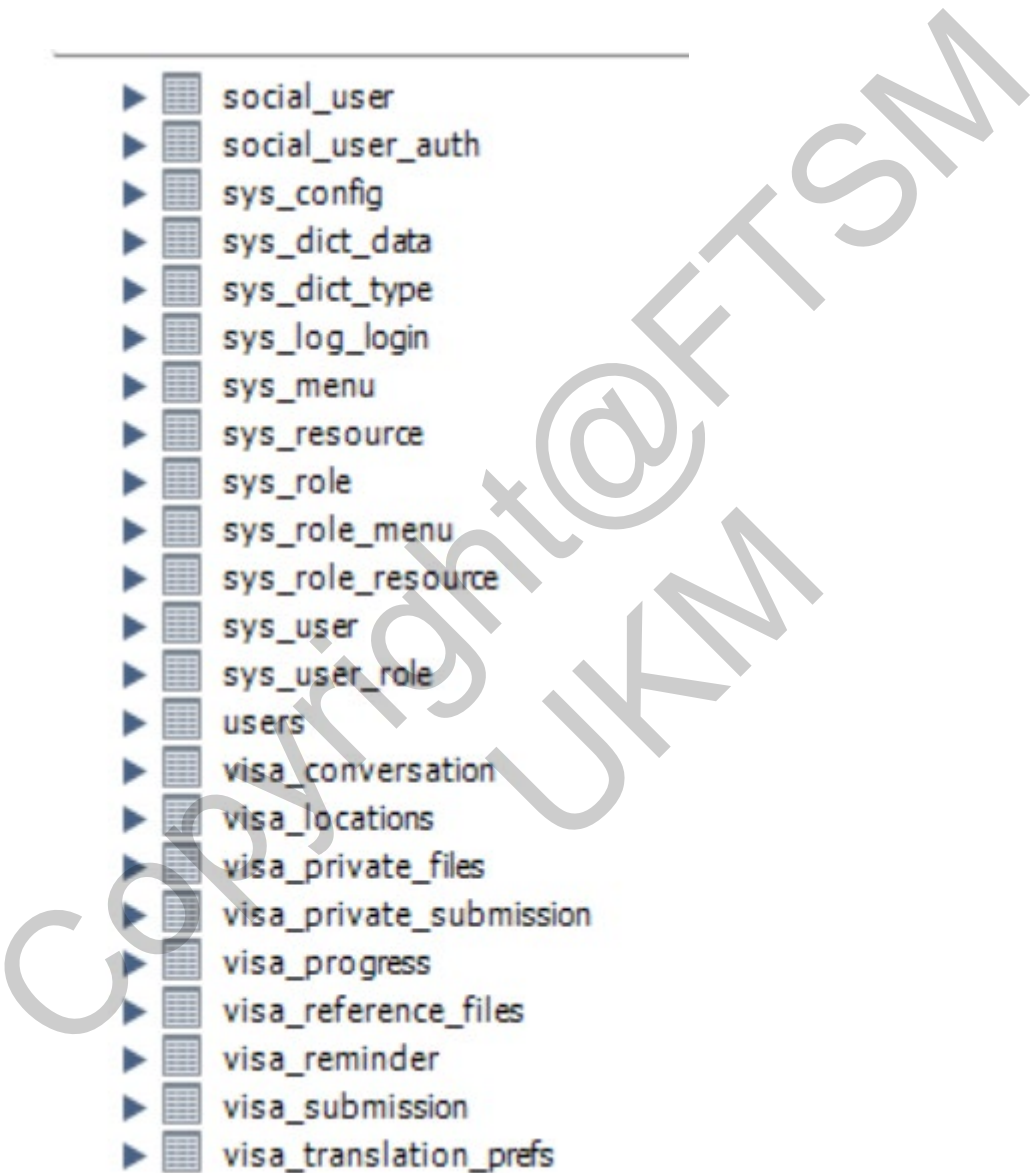 social_user
social_user_auth
sys_config
sys_dict_data
sys_dict_type
sys_log_login
sys_menu
sys_resource
sys_role
sys_role_menu
sys_role_resource
sys_user
sys_user_role
users
visa_conversation
visa_locations
visa_private_files
visa_private_submission
visa_progress
visa_reference_files
visa_reminder
visa_submission
visa_translation_prefs
Copyright@FTSM
UKM